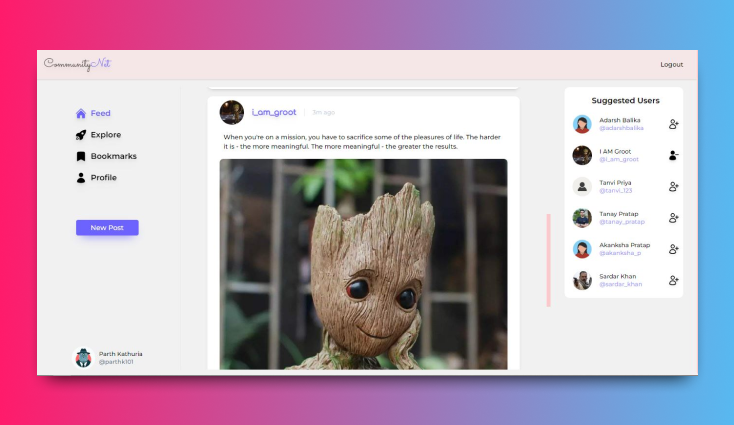 CommunityNet
Logout
Feed
Explore
Bookmarks
Profile
New Post
Parth Kathuria
@parthk101
i_am_groot
3m ago
When you're on a mission, you have to sacrifice some of the pleasures of life. The harder
it is - the more meaningful. The more meaningful - the greater the results.
Suggested Users
Adarsh Balika
@adarshbalika
I AM Groot
@i_am_groot
Tanvi Priya
@tanvi_123
Tanay Pratap
@tanay_pratap
Akanksha Pratap
@akanksha_p
Sardar Khan
@sardar_khan